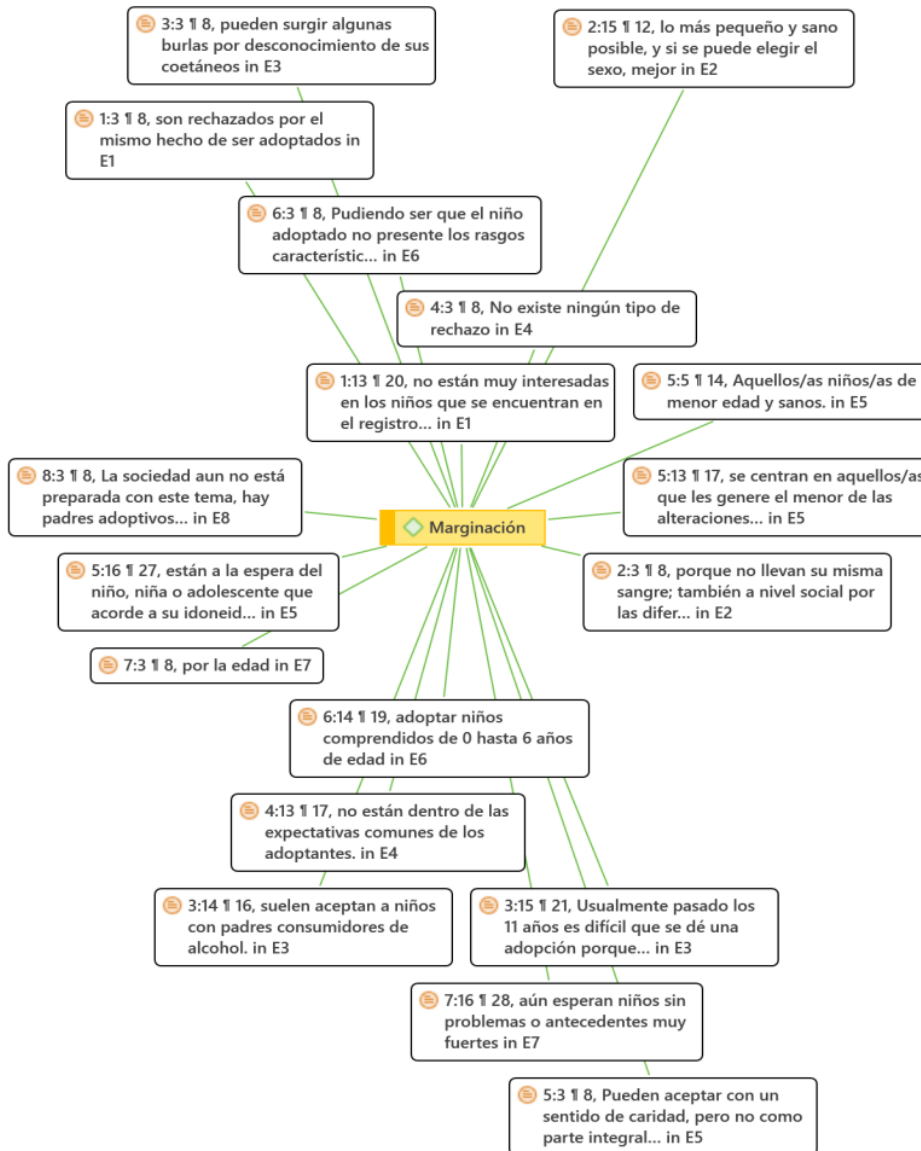 3:3 ¶ 8, pueden surgir algunas
burlas por desconocimiento de sus
coetáneos in E3
2:15 ¶ 12, lo más pequeño y sano
posible, y si se puede elegir el
sexo, mejor in E2
1:3 ¶ 8, son rechazados por el
mismo hecho de ser adoptados in
E1
6:3 ¶ 8, Pudiendo ser que el niño
adoptado no presente los rasgos
característic... in E6
4:3 ¶ 8, No existe ningún tipo de
rechazo in E4
1:13 ¶ 20, no están muy interesadas
en los niños que se encuentran en
el registro... in E1
5:5 ¶ 14, Aquellos/as niños/as de
menor edad y sanos. in E5
8:3 ¶ 8, La sociedad aun no está
preparada con este tema, hay
padres adoptivos... in E8
5:13 ¶ 17, se centran en aquellos/as
que les genere el menor de las
alteraciones... in E5
Marginación
5:16 ¶ 27, están a la espera del
niño, niña o adolescente que
acorde a su idoneid... in E5
2:3 ¶ 8, porque no llevan su misma
sangre; también a nivel social por
las difer... in E2
7:3 ¶ 8, por la edad in E7
6:14 ¶ 19, adoptar niños
comprendidos de 0 hasta 6 años
de edad in E6
4:13 ¶ 17, no están dentro de las
expectativas comunes de los
adoptantes. in E4
3:14 ¶ 16, suelen aceptan a niños
con padres consumidores de
alcohol. in E3
3:15 ¶ 21, Usualmente pasado los
11 años es difícil que se dé una
adopción porque... in E3
7:16 ¶ 28, aún esperan niños sin
problemas o antecedentes muy
fuertes in E7
5:3 ¶ 8, Pueden aceptar con un
sentido de caridad, pero no como
parte integral... in E5